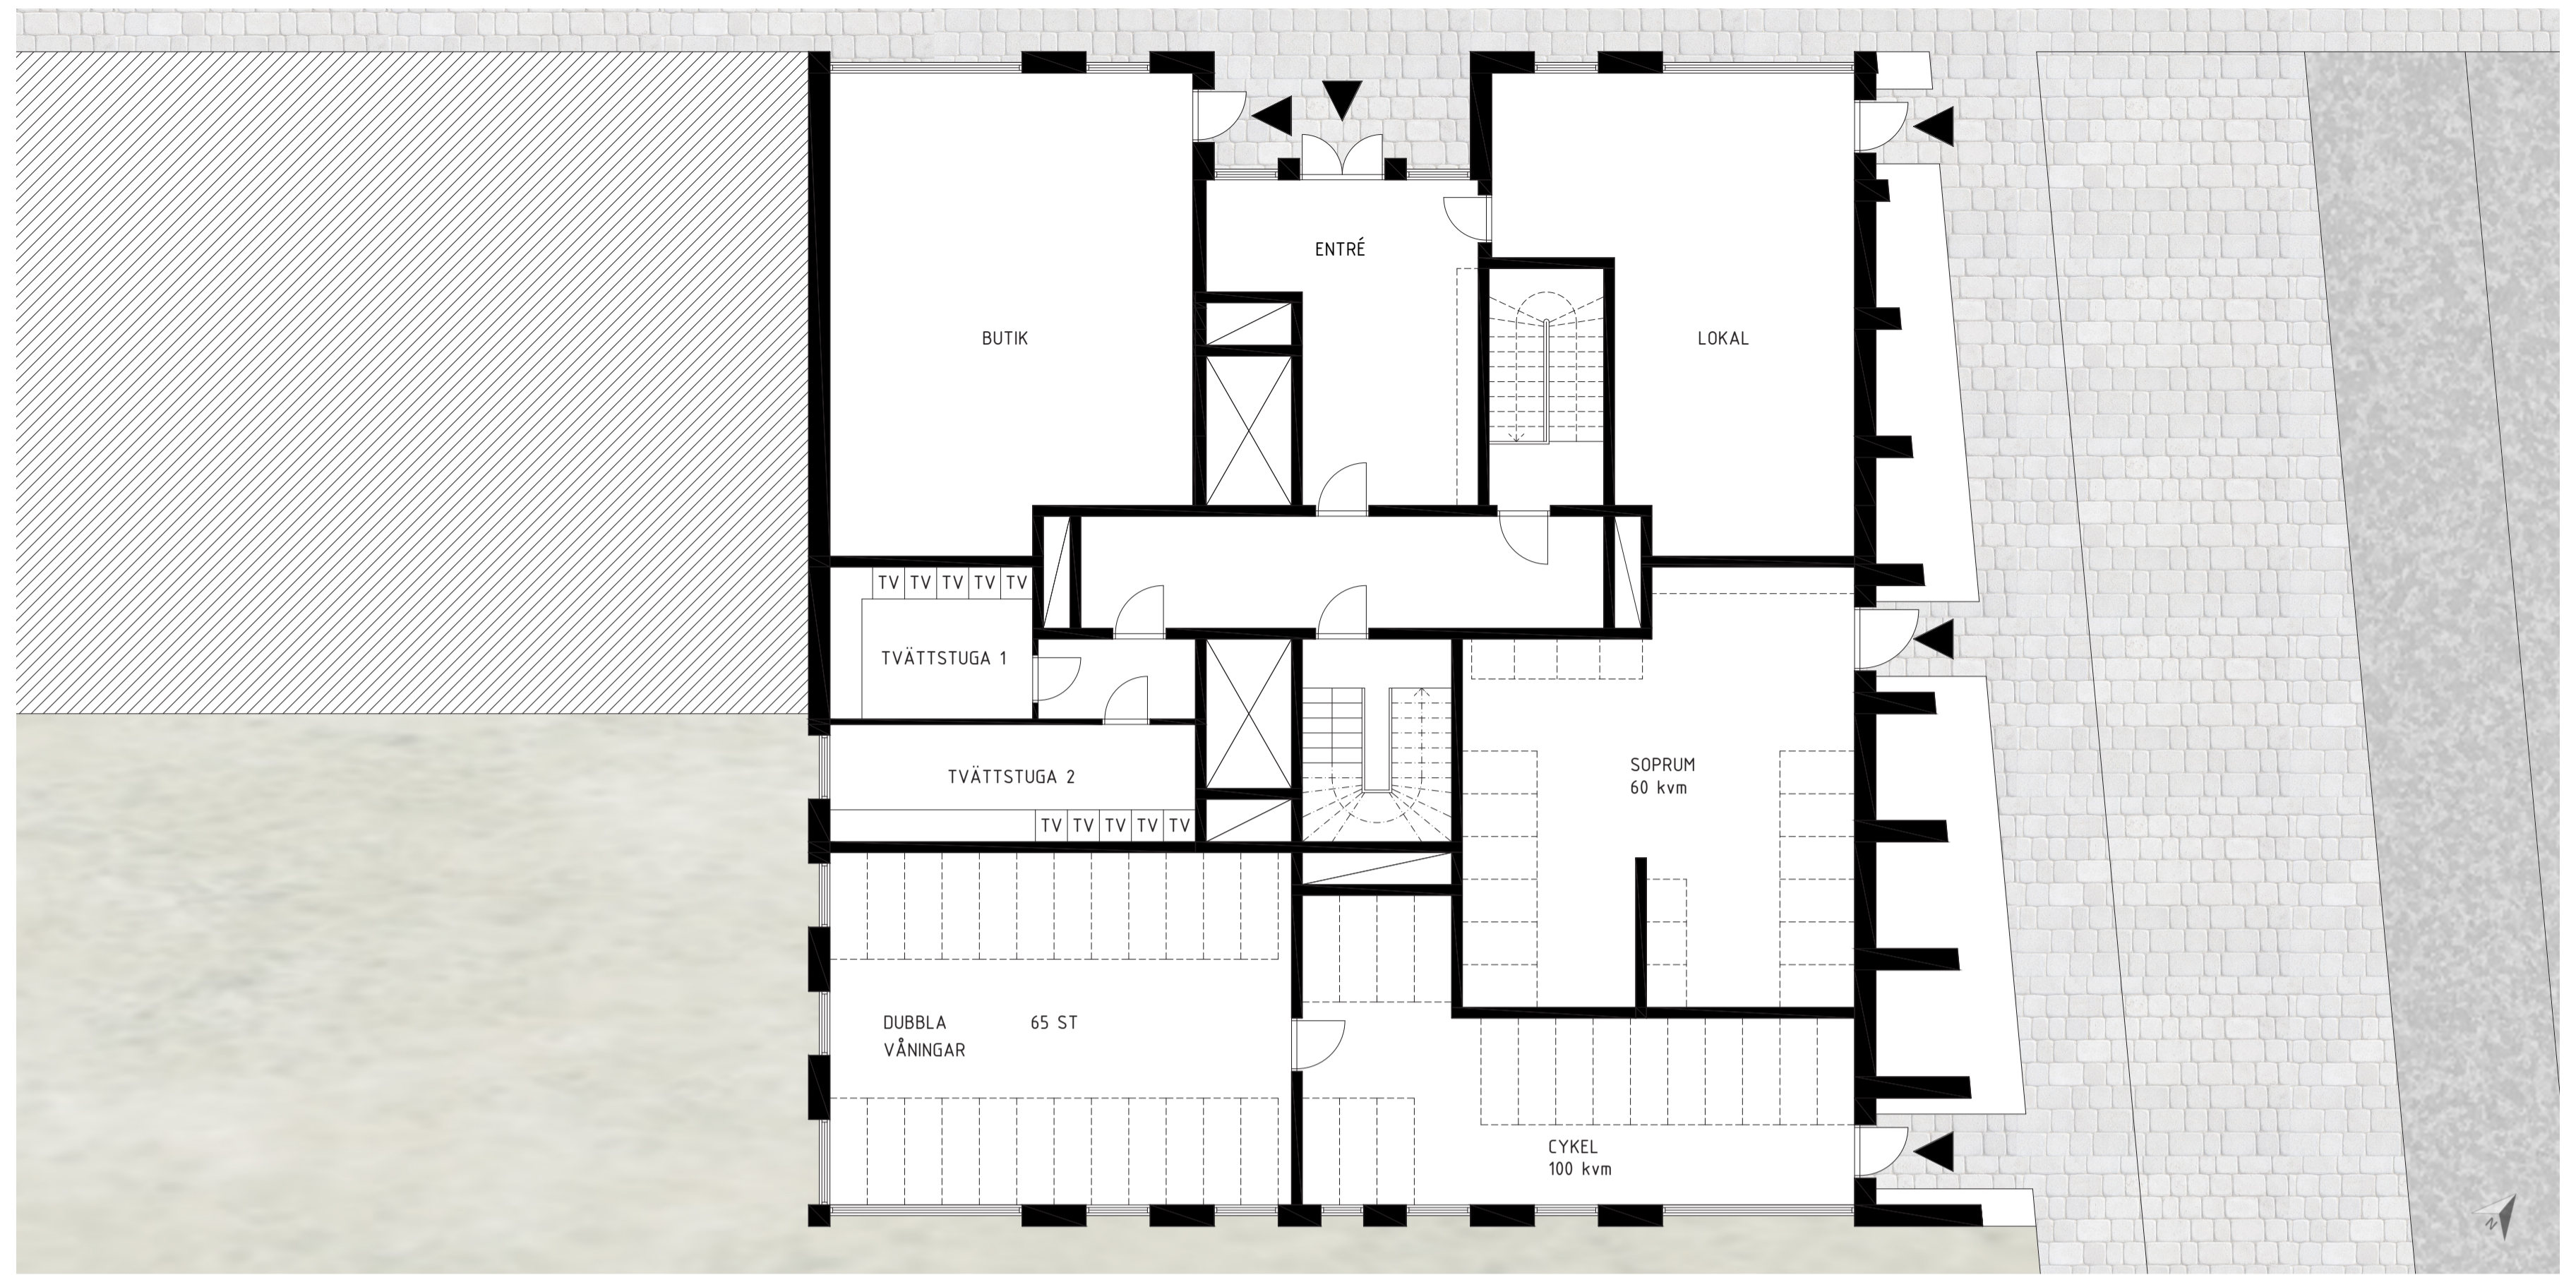 ENTRÉ
BUTIK
LOKAL
TV TV TV TV TV
TVÄTTSTUGA 1
TVÄTTSTUGA 2
SOPRUM
60 kvm
TV TV TV TV TV
DUBBLA 65 ST
VÅNINGAR
CYKEL
100 kvm
N